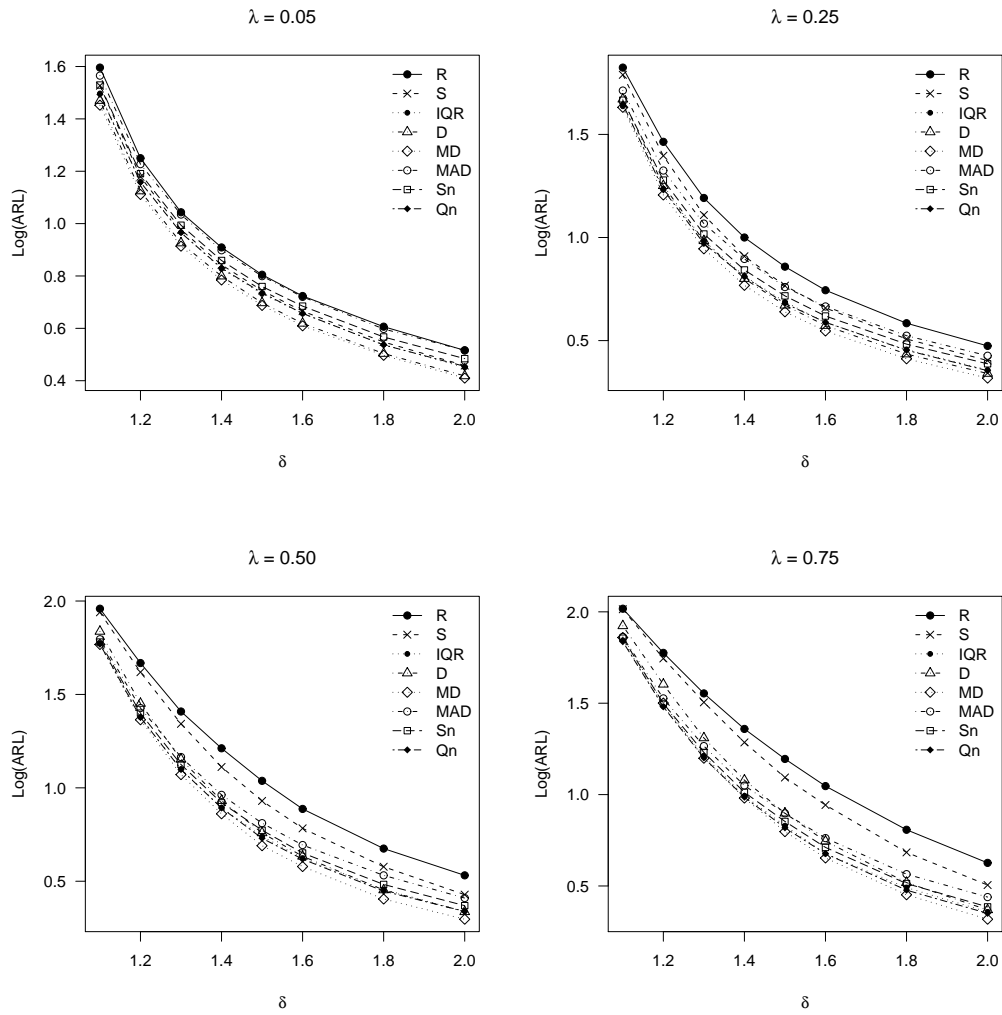 λ = 0.05
Log(ARL)
1.6
1.4
1.2
1.0
0.8
0.6
0.4
R
S
IQR
D
MD
MAD
Sn
Qn
1.2 1.4 1.6 1.8 2.0
δ
λ = 0.25
Log(ARL)
1.5
1.0
0.5
R
S
IQR
D
MD
MAD
Sn
Qn
1.2 1.4 1.6 1.8 2.0
δ
λ = 0.50
Log(ARL)
2.0
1.5
1.0
0.5
R
S
IQR
D
MD
MAD
Sn
Qn
1.2 1.4 1.6 1.8 2.0
δ
λ = 0.75
Log(ARL)
2.0
1.5
1.0
0.5
R
S
IQR
D
MD
MAD
Sn
Qn
1.2 1.4 1.6 1.8 2.0
δ